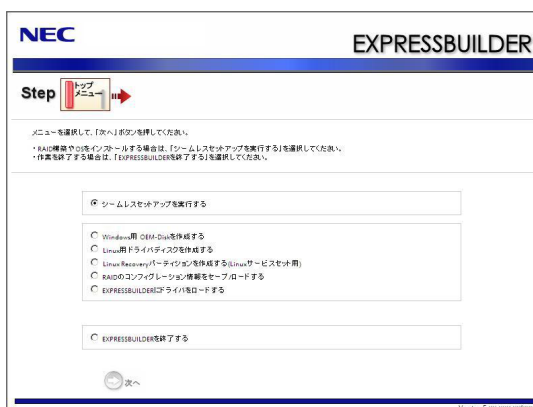 NEC
EXPRESSBUILDER
Step
トップ
メニュー
メニューを選択して、「次へ」ボタンを押してください。
・RAID構築やOSをインストールする場合は、「シームレスセットアップを実行する」を選択してください。
・作業を終了する場合は、「EXPRESSBUILDERを終了する」を選択してください。
シームレスセットアップを実行する
Windows用 OEM-Diskを作成する
Linux用ドライバディスクを作成する
Linux Recoveryパーティションを作成する(Linuxサービスセット用)
RAIDのコンフィグレーション情報をセーブ/ロードする
EXPRESSBUILDERにドライバをロードする
EXPRESSBUILDERを終了する
次へ